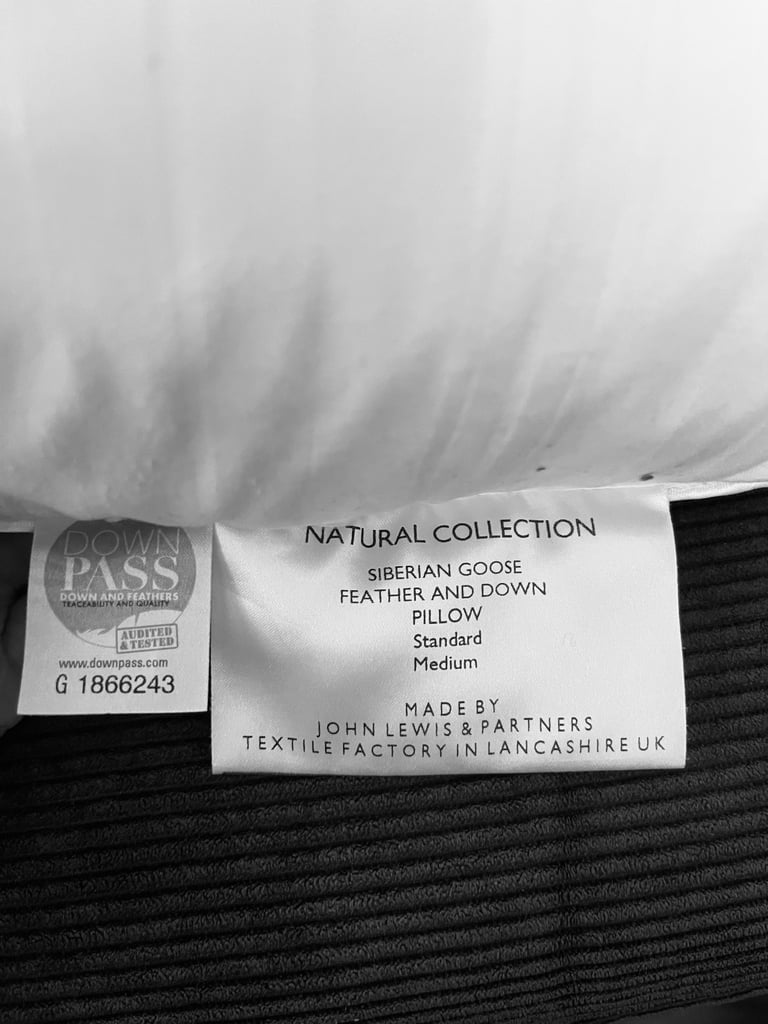 DOWN
PASS
DOWN AND FEATHERS
TRACEABILITY AND QUALITY
AUDITED
& TESTED
www.downpass.com
G 1866243
NATURAL COLLECTION
SIBERIAN GOOSE
FEATHER AND DOWN
PILLOW
Standard
Medium
MADE BY
JOHN LEWIS & PARTNERS
TEXTILE FACTORY IN LANCASHIRE UK